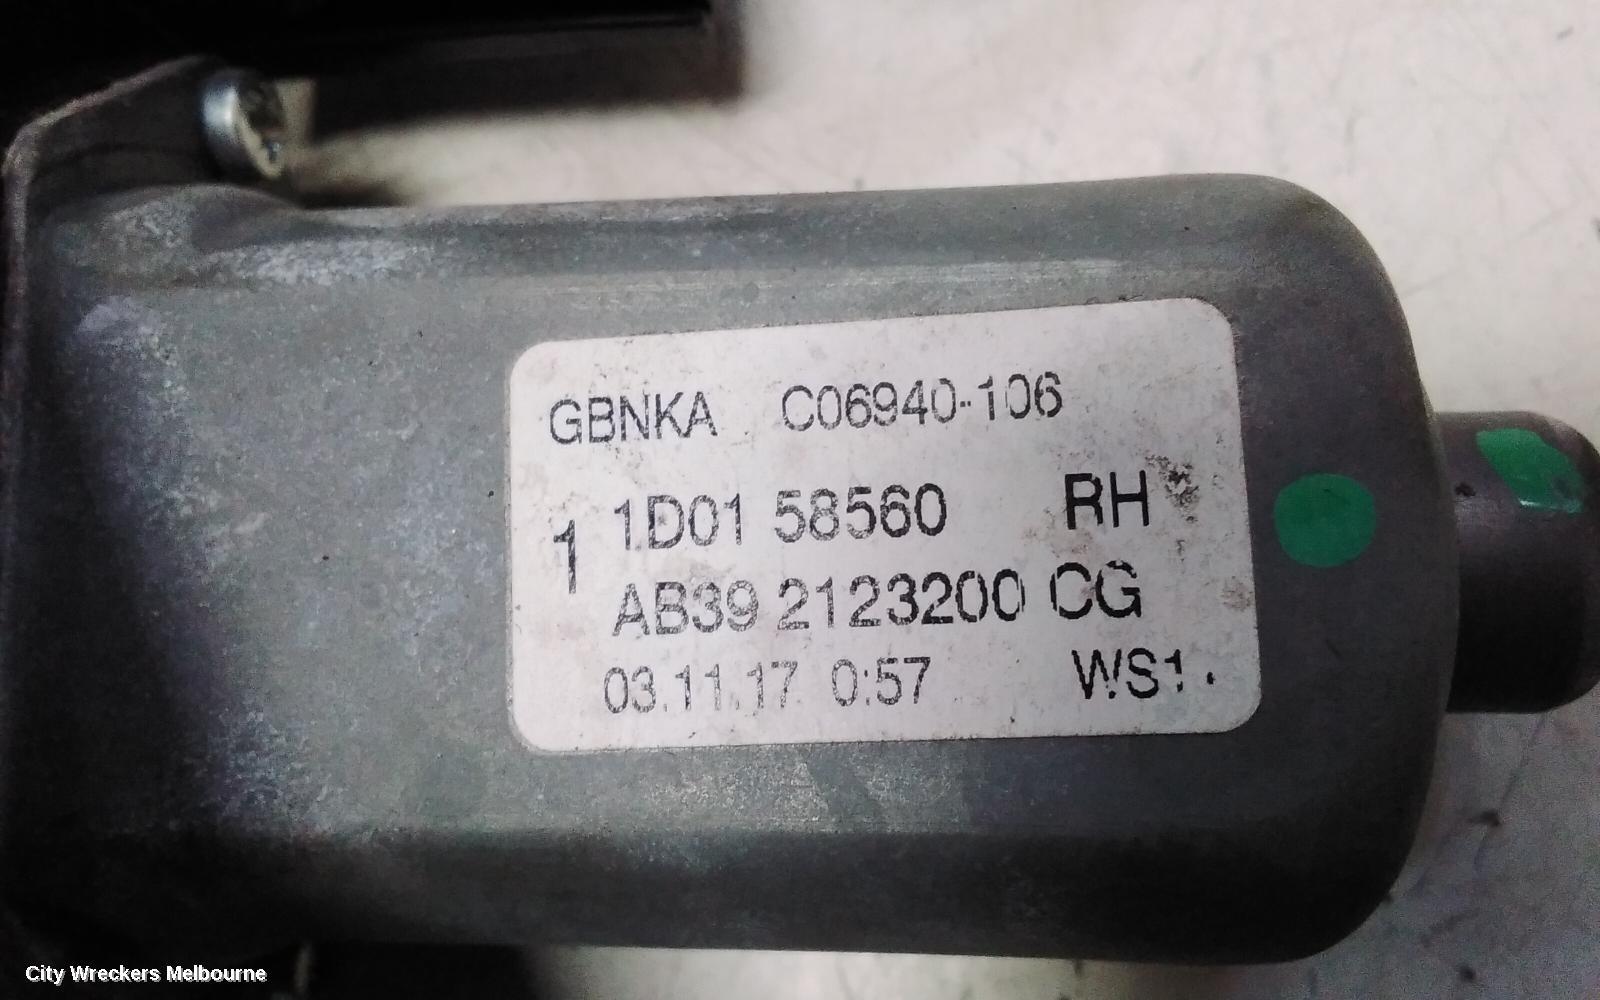 GBNKA C06940-106
1 1D01 58560 RH
AB39 2123200 CG
03.11.17 0:57 WS1.
City Wreckers Melbourne